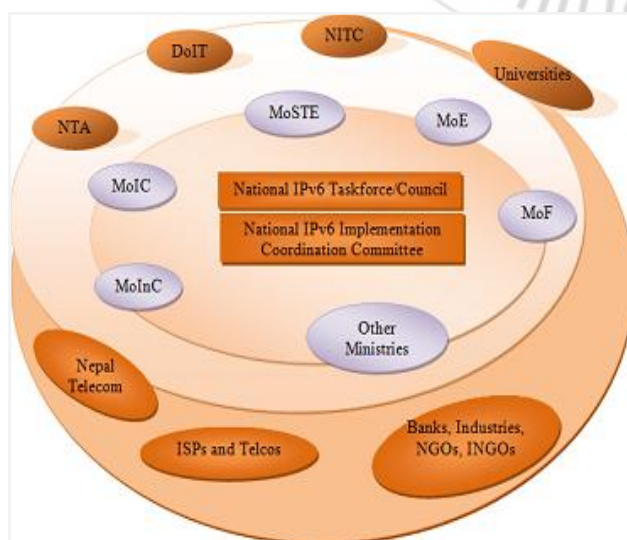 NITC
DoIT
Universities
MoSTE
MoE
NTA
MoIC
National IPv6 Taskforce/Council
MoF
National IPv6 Implementation
Coordination Committee
MoInC
Other
Ministries
Nepal
Telecom
Banks, Industries,
NGOs, INGOs
ISPs and Telcos